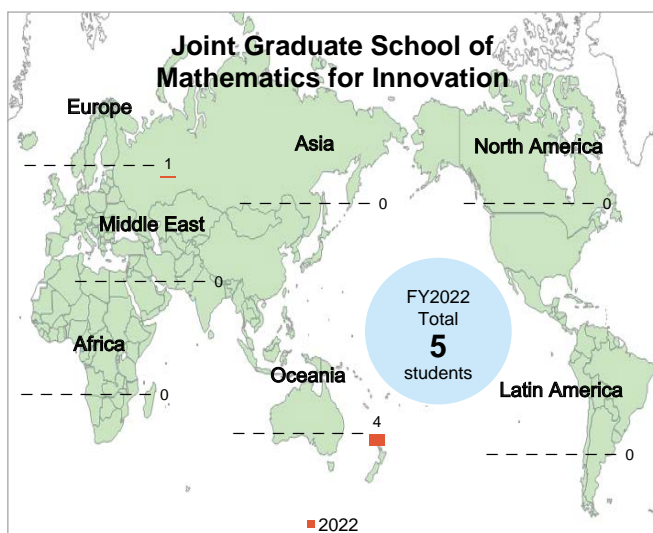 Joint Graduate School of
Mathematics for Innovation
Europe
1
Asia
0
North America
0
Middle East
0
FY2022
Total
5
students
Africa
0
Oceania
4
Latin America
0
2022